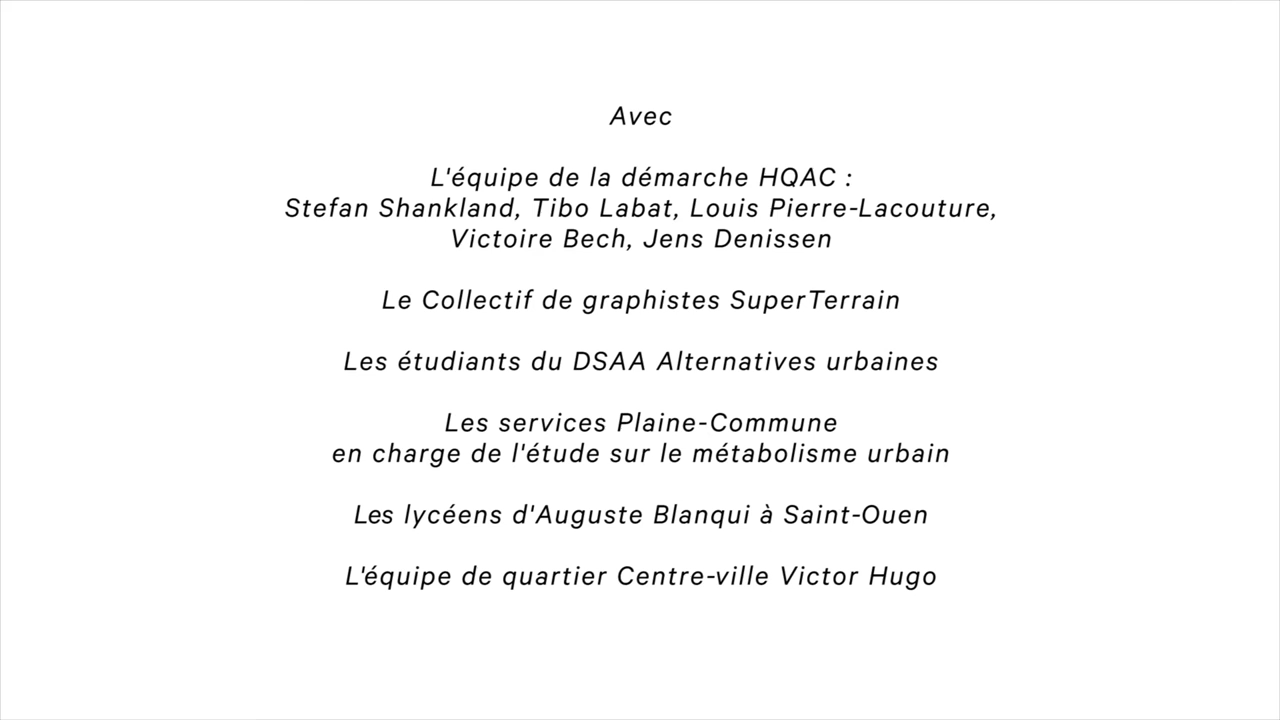 Avec
L'équipe de la démarche HQAC :
Stefan Shankland, Tibo Labat, Louis Pierre-Lacouture,
Victoire Bech, Jens Denissen
Le Collectif de graphistes SuperTerrain
Les étudiants du DSAA Alternatives urbaines
Les services Plaine-Commune
en charge de l'étude sur le métabolisme urbain
Les lycéens d'Auguste Blanqui à Saint-Ouen
L'équipe de quartier Centre-ville Victor Hugo